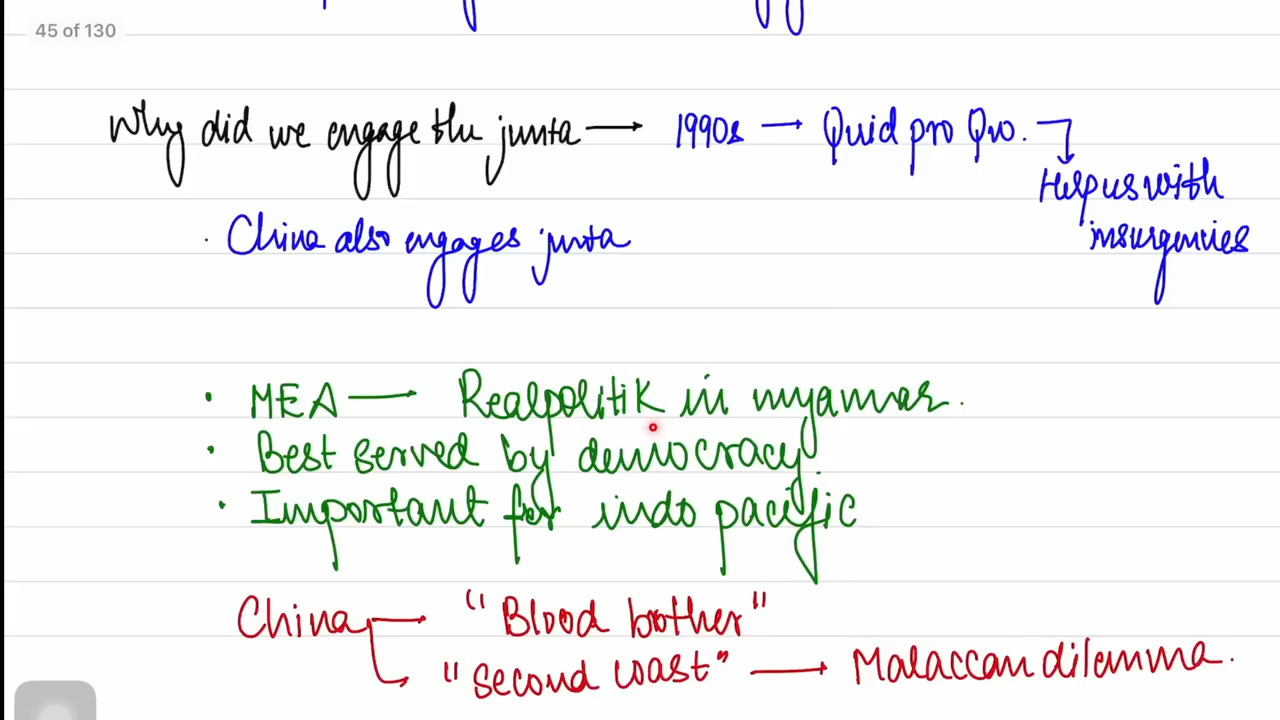 45 of 130
Why did we engage the junta → 1990s → Quid pro Quo.
Help us with
insurgencies
· China also engages junta
• MEA → Realpolitik in myanmar.
• Best served by democracy.
• Important for indo pacific
China → "Blood brother"
"second coast" → Malaccan dilemma.